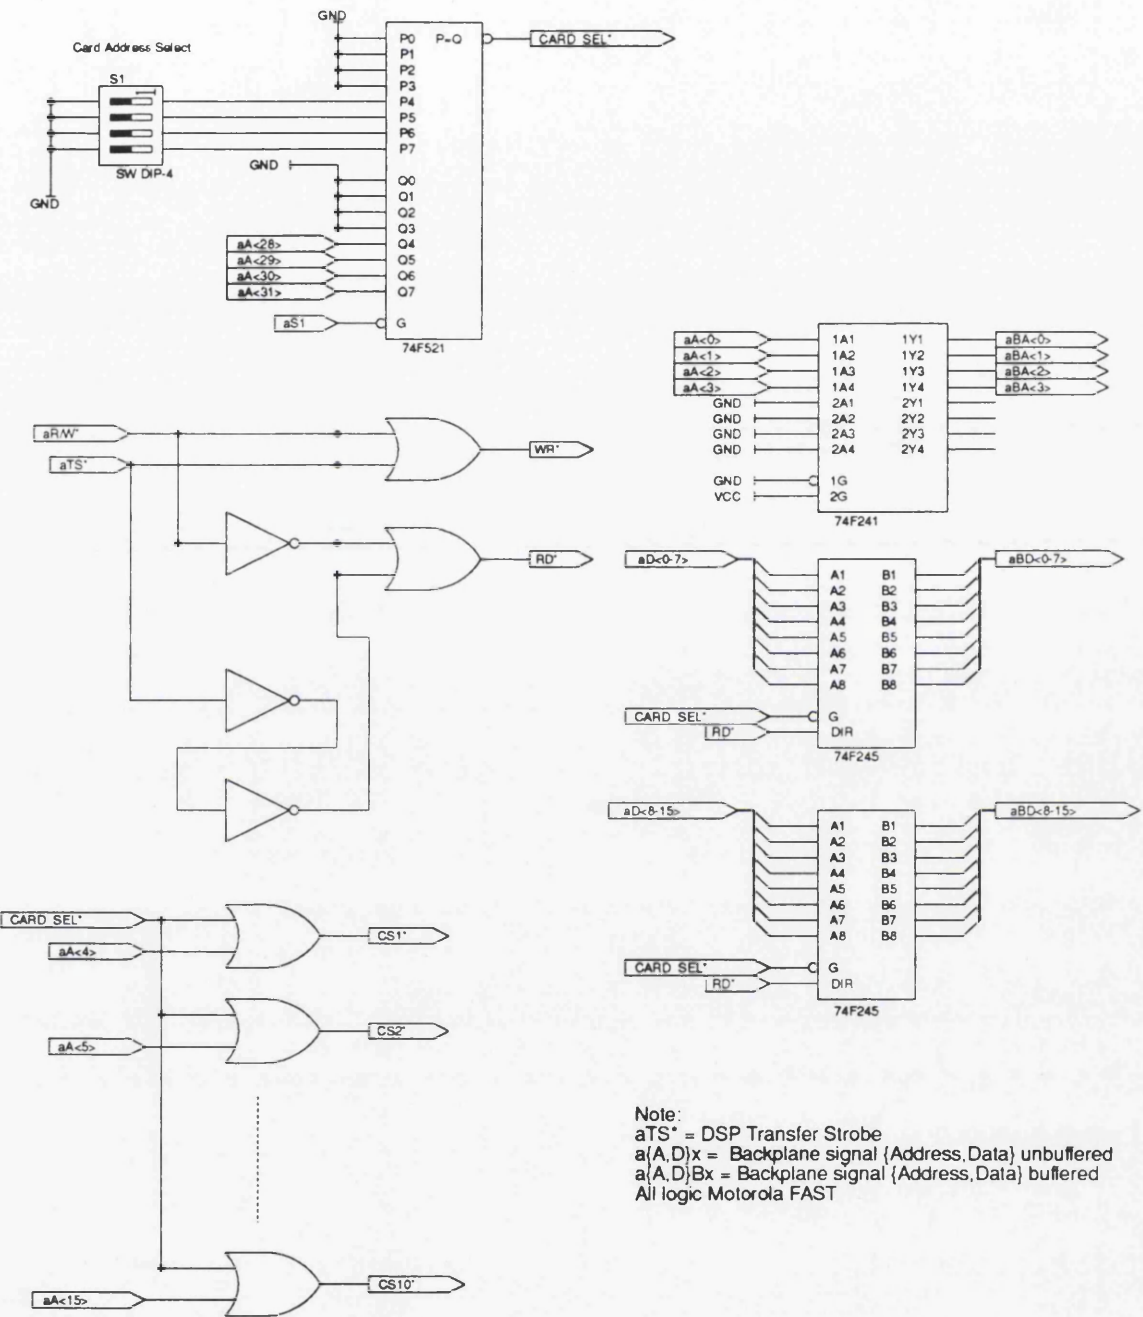 GND
P0 P=Q
CARD SEL*
Card Address Select
P1
S1
P2
P3
P4
P5
P6
P7
SW DIP-4
GND
GND
Q0
Q1
Q2
Q3
aA<28> Q4
aA<29> Q5
aA<30> Q6
aA<31> Q7
aS1 G
74F521
aA<0> 1A1 1Y1 aBA<0>
aA<1> 1A2 1Y2 aBA<1>
aA<2> 1A3 1Y3 aBA<2>
aA<3> 1A4 1Y4 aBA<3>
GND 2A1 2Y1
GND 2A2 2Y2
GND 2A3 2Y3
GND 2A4 2Y4
GND 1G
VCC 2G
74F241
aR/W*
aTS*
WR*
RD*
aD<0-7> aBD<0-7>
A1 B1
A2 B2
A3 B3
A4 B4
A5 B5
A6 B6
A7 B7
A8 B8
CARD SEL* G
RD* DIR
74F245
aD<8-15> aBD<8-15>
A1 B1
A2 B2
A3 B3
A4 B4
A5 B5
A6 B6
A7 B7
A8 B8
CARD SEL* G
RD* DIR
74F245
CARD SEL*
aA<4>
CS1*
aA<5>
CS2*
aA<15>
CS10*
Note:
aTS* = DSP Transfer Strobe
a{A,D}x = Backplane signal {Address,Data} unbuffered
a{A,D}Bx = Backplane signal {Address,Data} buffered
All logic Motorola FAST